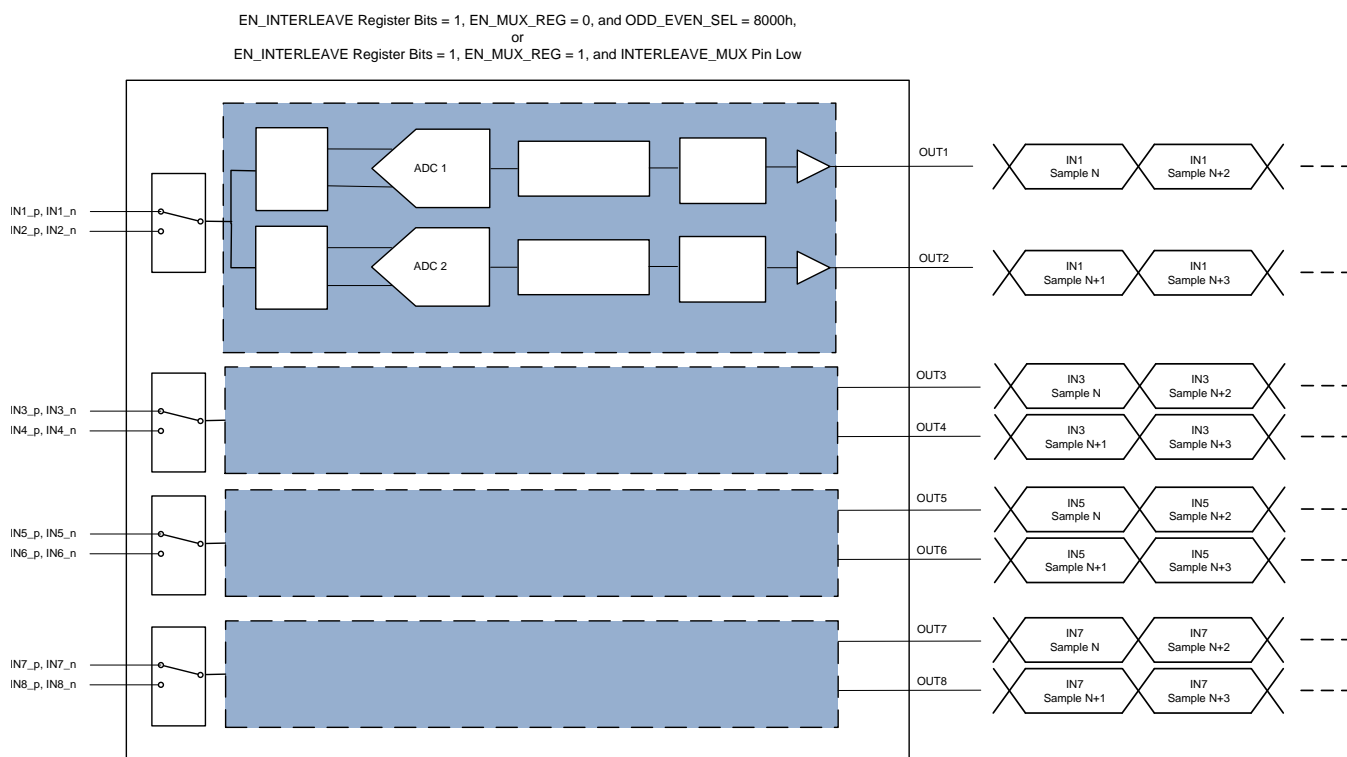 EN_INTERLEAVE Register Bits = 1, EN_MUX_REG = 0, and ODD_EVEN_SEL = 8000h,
or
EN_INTERLEAVE Register Bits = 1, EN_MUX_REG = 1, and INTERLEAVE_MUX Pin Low
IN1_p, IN1_n
IN2_p, IN2_n
ADC 1
ADC 2
OUT1
IN1
Sample N
IN1
Sample N+2
OUT2
IN1
Sample N+1
IN1
Sample N+3
IN3_p, IN3_n
IN4_p, IN4_n
OUT3
IN3
Sample N
IN3
Sample N+2
OUT4
IN3
Sample N+1
IN3
Sample N+3
IN5_p, IN5_n
IN6_p, IN6_n
OUT5
IN5
Sample N
IN5
Sample N+2
OUT6
IN5
Sample N+1
IN5
Sample N+3
IN7_p, IN7_n
IN8_p, IN8_n
OUT7
IN7
Sample N
IN7
Sample N+2
OUT8
IN7
Sample N+1
IN7
Sample N+3